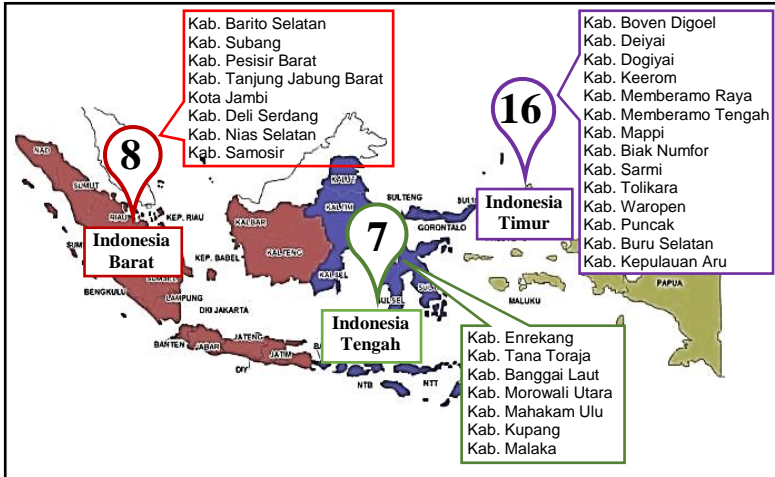 Kab. Barito Selatan
Kab. Subang
Kab. Pesisir Barat
Kab. Tanjung Jabung Barat
Kota Jambi
Kab. Deli Serdang
Kab. Nias Selatan
Kab. Samosir
8
Indonesia
Barat
Kab. Boven Digoel
Kab. Deiyai
Kab. Dogiyai
Kab. Keerom
Kab. Memberamo Raya
Kab. Memberamo Tengah
Kab. Mappi
Kab. Biak Numfor
Kab. Sarmi
Kab. Tolikara
Kab. Waropen
Kab. Puncak
Kab. Buru Selatan
Kab. Kepulauan Aru
16
Indonesia
Timur
7
Indonesia
Tengah
Kab. Enrekang
Kab. Tana Toraja
Kab. Banggai Laut
Kab. Morowali Utara
Kab. Mahakam Ulu
Kab. Kupang
Kab. Malaka
NAD
SUMUT
RIAU
KEP. RIAU
KEP. BABEL
BENGKULU
LAMPUNG
DKI JAKARTA
BANTEN
JABAR
JATENG
DIY
JATIM
KALBAR
KALTENG
KALSEL
KALTIM
KALUT
SULTENG
GORONTALO
NTB
NTT
MALUKU
PAPUA